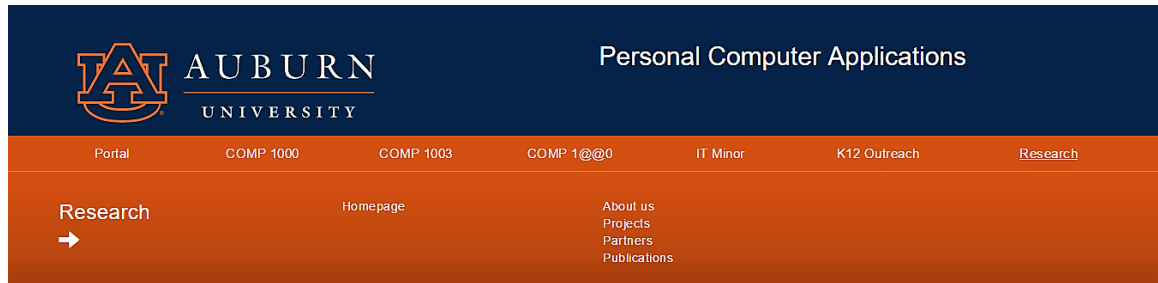 AUBURN
UNIVERSITY
Personal Computer Applications
Portal COMP 1000 COMP 1003 COMP 1@@0 IT Minor K12 Outreach Research
Research
Homepage
About us
Projects
Partners
Publications